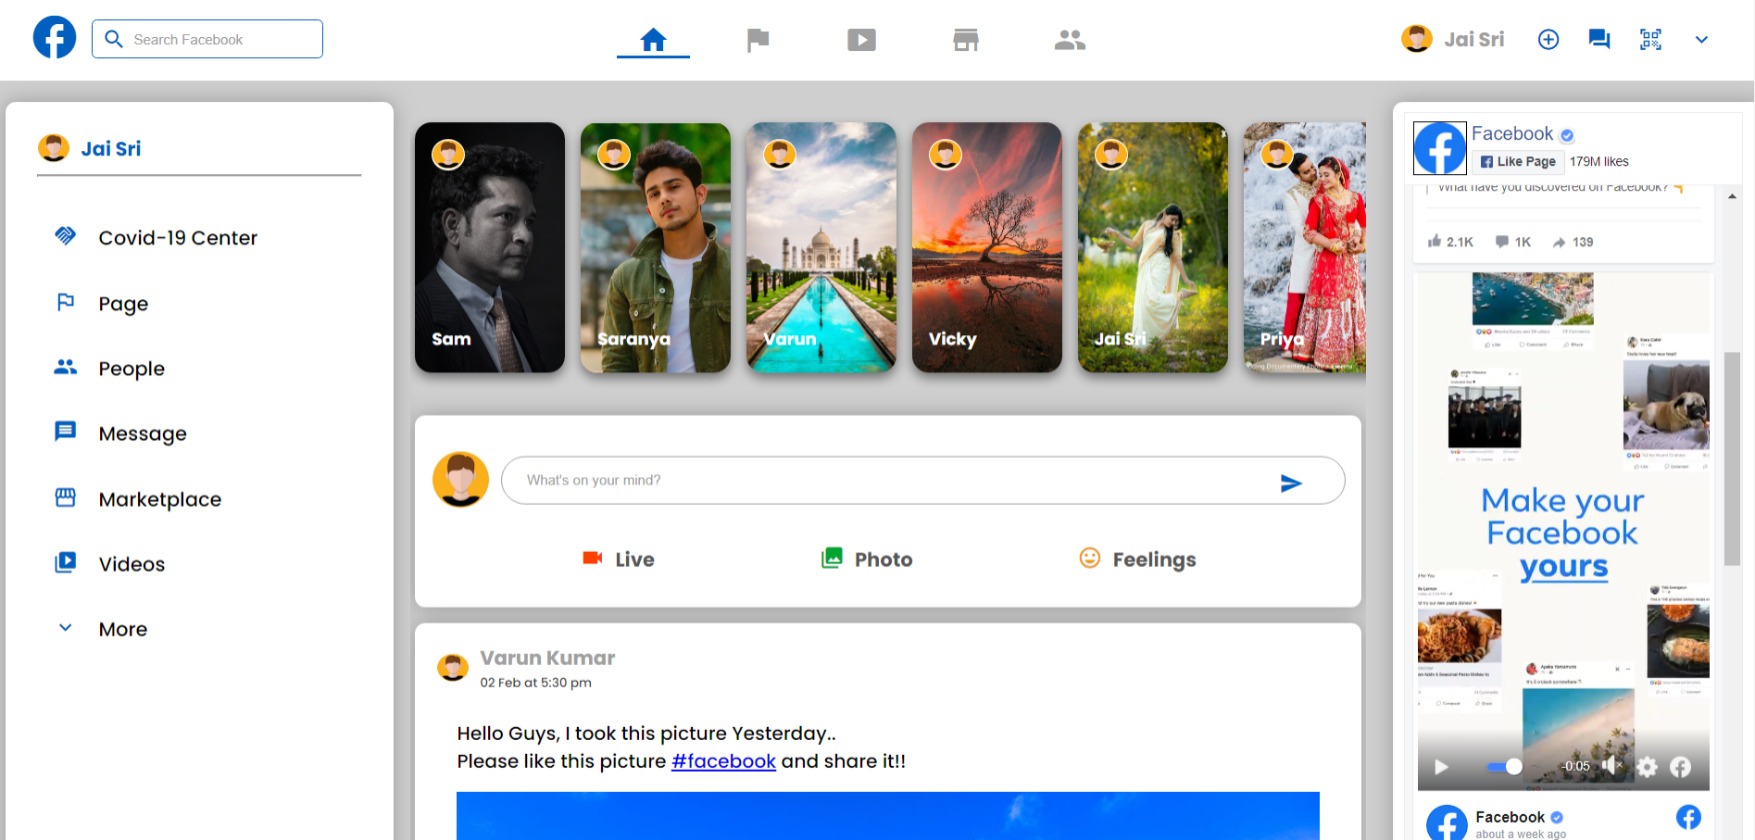 Search Facebook
Jai Sri
Jai Sri
Covid-19 Center
Page
People
Message
Marketplace
Videos
More
Sam
Saranya
Varun
Vicky
Jai Sri
Priya
What's on your mind?
Live
Photo
Feelings
Varun Kumar
02 Feb at 5:30 pm
Hello Guys, I took this picture Yesterday..
Please like this picture #facebook and share it!!
Facebook
Like Page
179M likes
What have you discovered on Facebook?
2.1K
1K
139
Make your
Facebook
yours
-0:05
Facebook
about a week ago